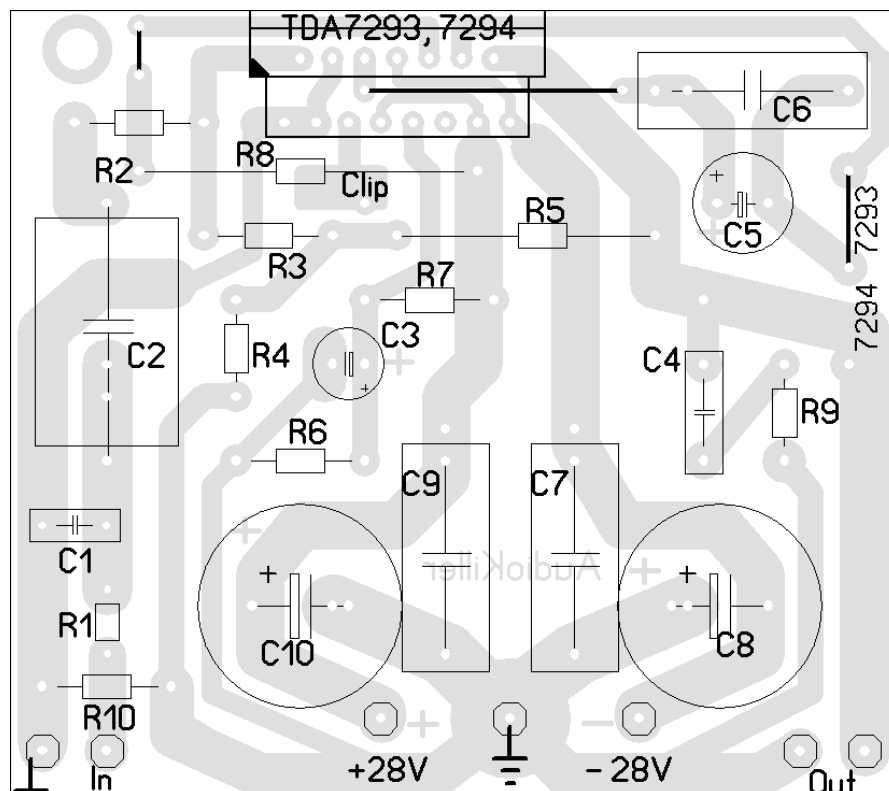 TDA7293, 7294
C6
R2
R8
Clip
R5
C5
7293
R3
R7
7294
C2
R4
C3
C4
R9
R6
C9
C7
C1
AudioKiller
R1
C10
C8
R10
In
+28V
-28V
Out